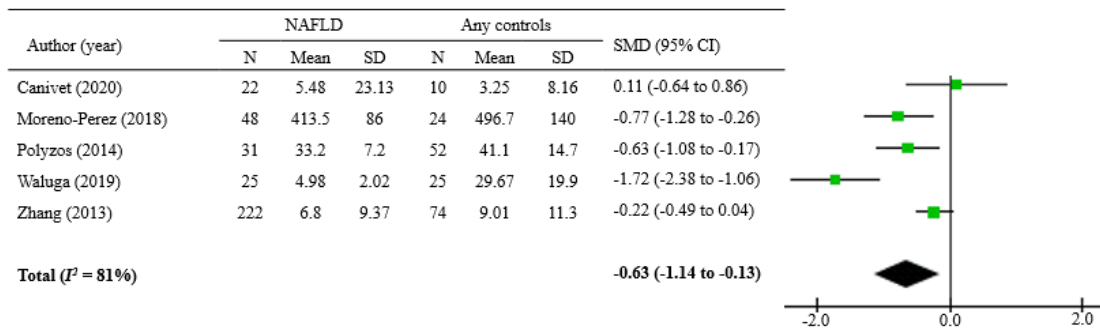 Author (year) NAFLD Any controls SMD (95% CI)
N Mean SD N Mean SD
Canivet (2020) 22 5.48 23.13 10 3.25 8.16 0.11 (-0.64 to 0.86)
Moreno-Perez (2018) 48 413.5 86 24 496.7 140 -0.77 (-1.28 to -0.26)
Polyzos (2014) 31 33.2 7.2 52 41.1 14.7 -0.63 (-1.08 to -0.17)
Waluga (2019) 25 4.98 2.02 25 29.67 19.9 -1.72 (-2.38 to -1.06)
Zhang (2013) 222 6.8 9.37 74 9.01 11.3 -0.22 (-0.49 to 0.04)
Total (I² = 81%) -0.63 (-1.14 to -0.13)
-2.0 0.0 2.0